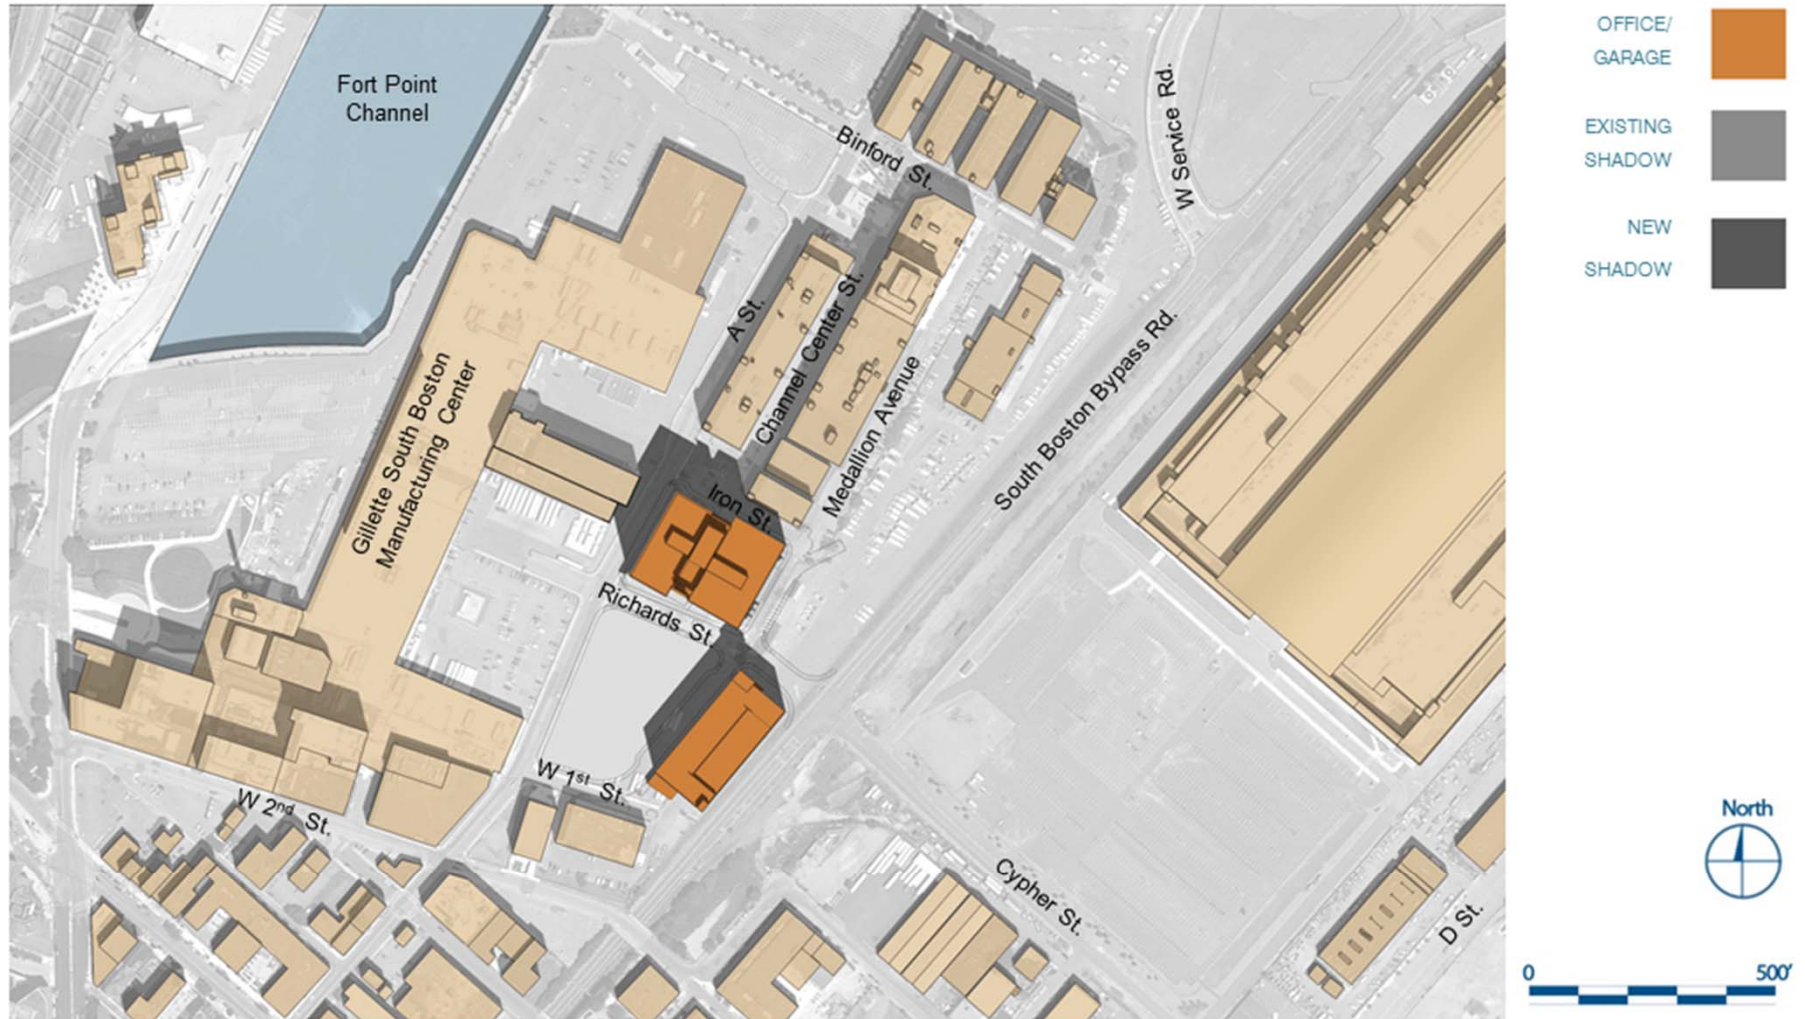 Fort Point
Channel
Binford St.
W Service Rd.
A St.
Channel Center St.
Medallion Avenue
South Boston Bypass Rd.
Gillette South Boston
Manufacturing Center
Iron St.
Richards St.
W 1st St.
W 2nd St.
Cypher St.
D St.
OFFICE/
GARAGE
EXISTING
SHADOW
NEW
SHADOW
North
0 500'